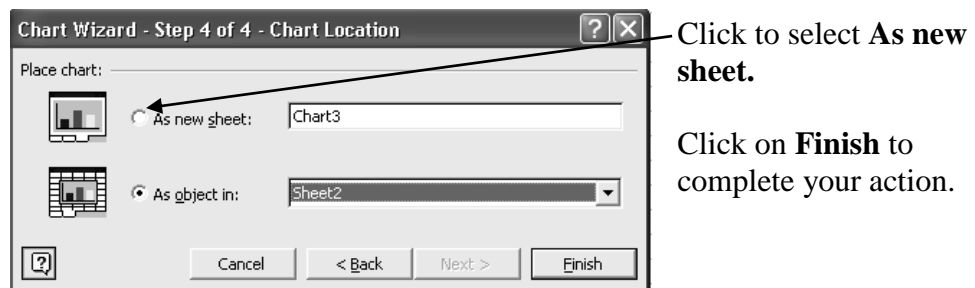 Chart Wizard - Step 4 of 4 - Chart Location
Place chart:
As new sheet: Chart3
As object in: Sheet2
Cancel < Back Next > Finish
Click to select As new
sheet.
Click on Finish to
complete your action.